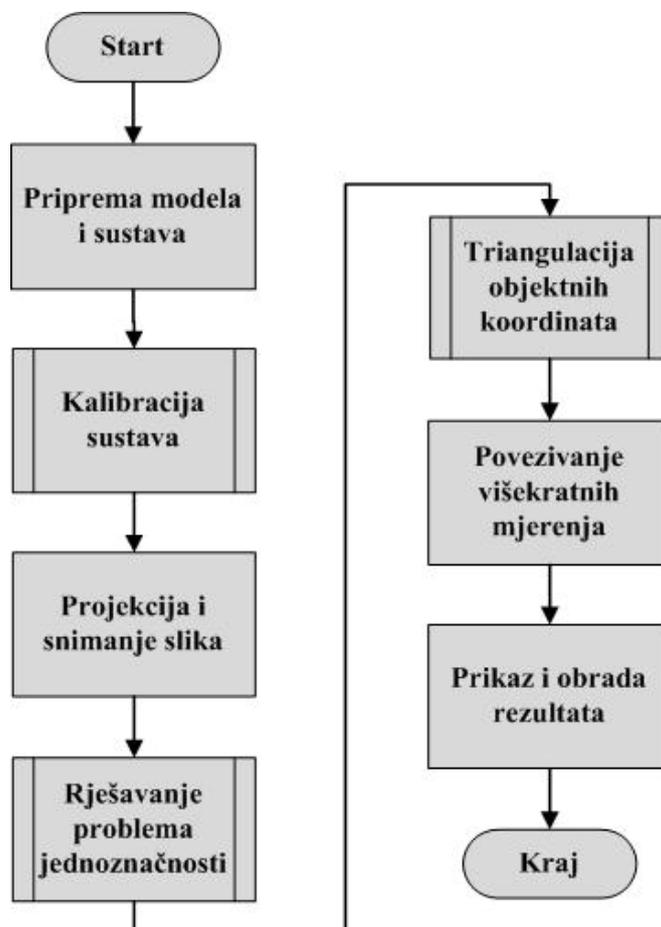 Start
Priprema modela
i sustava
Kalibracija
sustava
Projekcija i
snimanje slika
Rješavanje
problema
jednoznačnosti
Triangulacija
objektnih
koordinata
Povezivanje
višekratnih
mjerenja
Prikaz i obrada
rezultata
Kraj